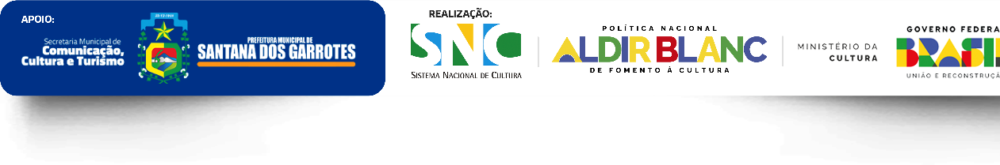 APOIO:
Secretaria Municipal de
Comunicação,
Cultura e Turismo
PREFEITURA MUNICIPAL DE
SANTANA DOS GARROTES
REALIZAÇÃO:
SNC
SISTEMA NACIONAL DE CULTURA
POLÍTICA NACIONAL
ALDIR BLANC
DE FOMENTO À CULTURA
MINISTÉRIO DA
CULTURA
GOVERNO FEDERA
BRASIL
UNIÃO E RECONSTRUÇÃ